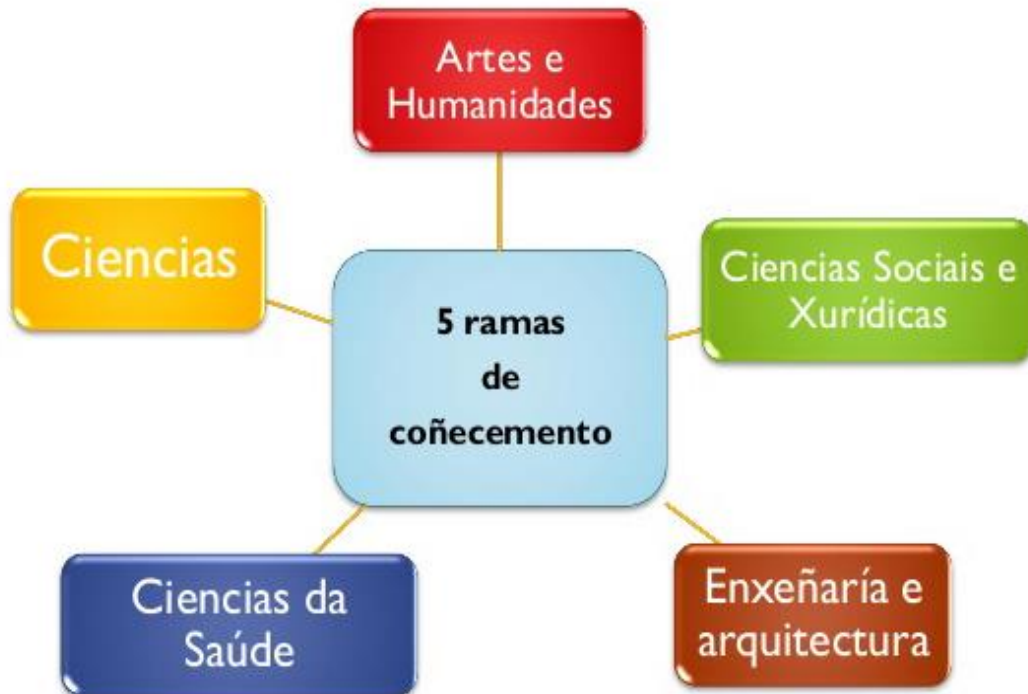 Artes e
Humanidades
Ciencias
Ciencias Sociais e
Xurídicas
5 ramas
de
coñecemento
Ciencias da
Saúde
Enxeñaría e
arquitectura